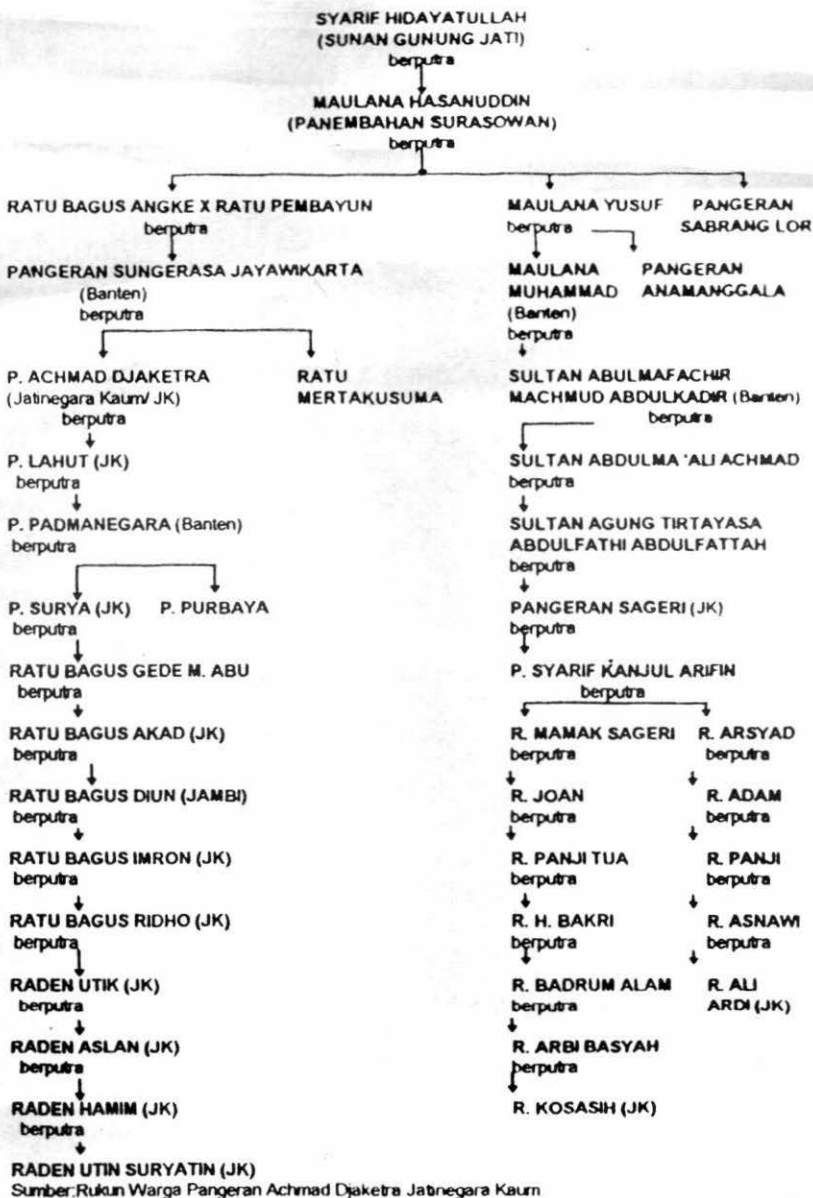 SYARIF HIDAYATULLAH
(SUNAN GUNUNG JATI)
berputra
MAULANA HASANUDDIN
(PANEMBAHAN SURASOWAN)
berputra
RATU BAGUS ANGKE X RATU PEMBAYUN
berputra
PANGERAN SUNGERASA JAYAWIKARTA
(Banten)
berputra
P. ACHMAD DJAKETRA
(Jatinegara Kaum/ JK)
berputra
RATU
MERTAKUSUMA
P. LAHUT (JK)
berputra
P. PADMANEGARA (Banten)
berputra
P. SURYA (JK)
berputra
P. PURBAYA
RATU BAGUS GEDE M. ABU
berputra
RATU BAGUS AKAD (JK)
berputra
RATU BAGUS DIUN (JAMBI)
berputra
RATU BAGUS IMRON (JK)
berputra
RATU BAGUS RIDHO (JK)
berputra
RADEN UTIK (JK)
berputra
RADEN ASLAN (JK)
berputra
RADEN HAMIM (JK)
berputra
RADEN UTIN SURYATIN (JK)
MAULANA YUSUF
berputra
PANGERAN
SABRANG LOR
MAULANA
MUHAMMAD
(Banten)
berputra
PANGERAN
ANAMANGGALA
SULTAN ABULMAFACHIR
MACHMUD ABDULKADIR (Banten)
berputra
SULTAN ABDULMA 'ALI ACHMAD
berputra
SULTAN AGUNG TIRTAYASA
ABDULFATHI ABDULFATTAH
berputra
PANGERAN SAGERI (JK)
berputra
P. SYARIF KANJUL ARIFIN
berputra
R. MAMAK SAGERI
berputra
R. JOAN
berputra
R. PANJI TUA
berputra
R. H. BAKRI
berputra
R. BADRUM ALAM
berputra
R. ARBI BASYAH
berputra
R. KOSASIH (JK)
R. ARSYAD
berputra
R. ADAM
berputra
R. PANJI
berputra
R. ASNAWI
berputra
R. ALI
ARDI (JK)
Sumber:Rukun Warga Pangeran Achmad Djaketra Jatinegara Kaum